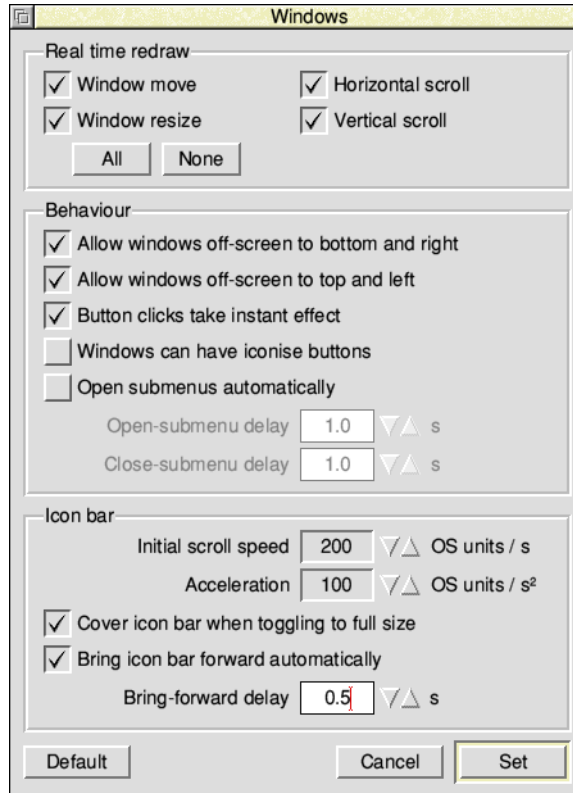 Windows
Real time redraw
Window move Horizontal scroll
Window resize Vertical scroll
All None
Behaviour
Allow windows off-screen to bottom and right
Allow windows off-screen to top and left
Button clicks take instant effect
Windows can have iconise buttons
Open submenus automatically
Open-submenu delay 1.0 s
Close-submenu delay 1.0 s
Icon bar
Initial scroll speed 200 OS units / s
Acceleration 100 OS units / s²
Cover icon bar when toggling to full size
Bring icon bar forward automatically
Bring-forward delay 0.5 s
Default Cancel Set